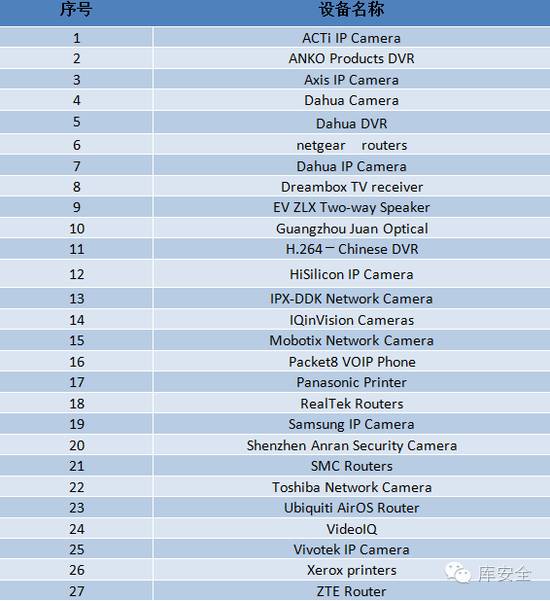 序号 设备名称
1 ACTi IP Camera
2 ANKO Products DVR
3 Axis IP Camera
4 Dahua Camera
5 Dahua DVR
6 netgear routers
7 Dahua IP Camera
8 Dreambox TV receiver
9 EV ZLX Two-way Speaker
10 Guangzhou Juan Optical
11 H.264－Chinese DVR
12 HiSilicon IP Camera
13 IPX-DDK Network Camera
14 IQinVision Cameras
15 Mobotix Network Camera
16 Packet8 VOIP Phone
17 Panasonic Printer
18 RealTek Routers
19 Samsung IP Camera
20 Shenzhen Anran Security Camera
21 SMC Routers
22 Toshiba Network Camera
23 Ubiquiti AirOS Router
24 VideoIQ
25 Vivotek IP Camera
26 Xerox printers
27 ZTE Router
库安全